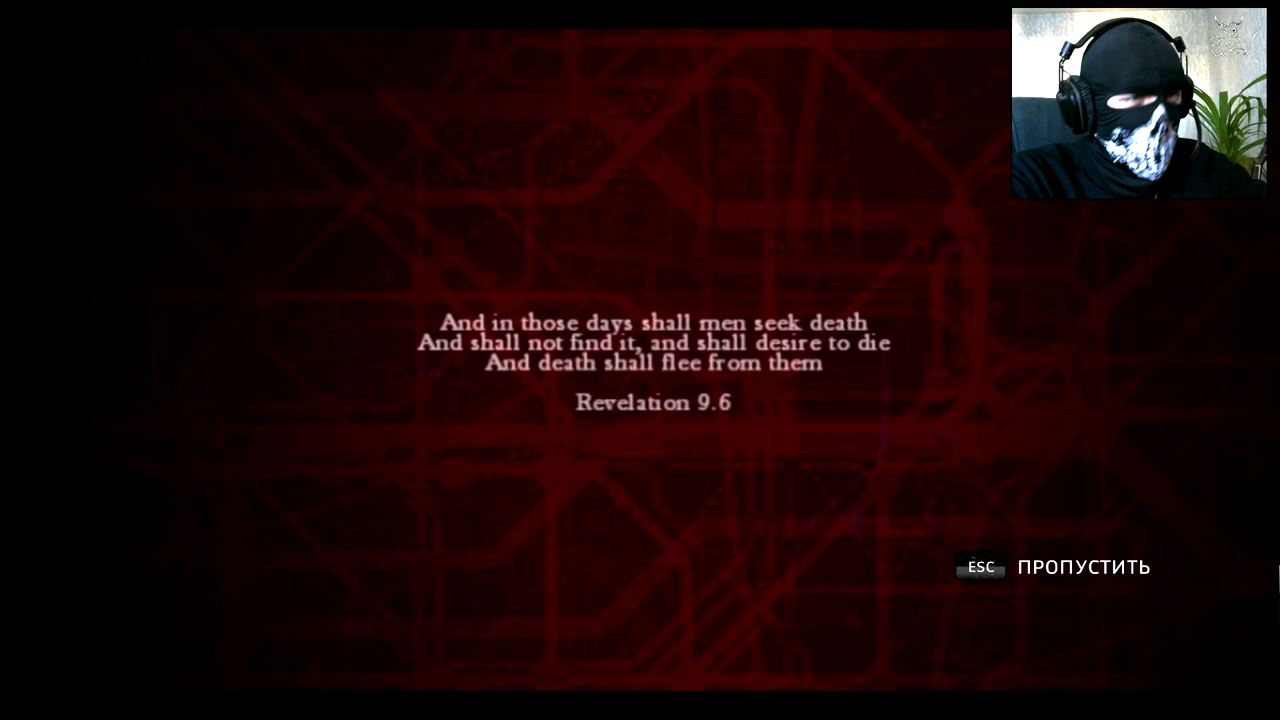 And in those days shall men seek death
And shall not find it, and shall desire to die
And death shall flee from them
Revelation 9.6
ESC ПРОПУСТИТЬ